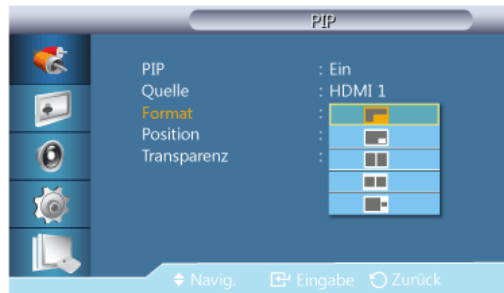 PIP
PIP : Ein
Quelle : HDMI 1
Format :
Position :
Transparenz :
Navig. Eingabe Zurück